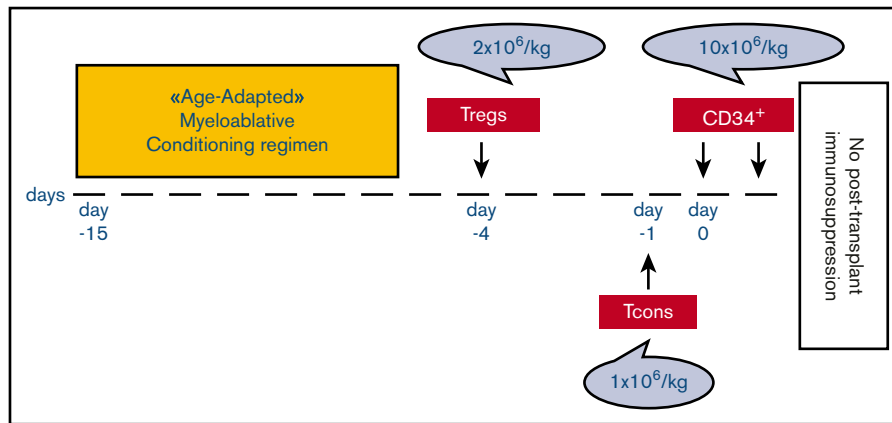 2x10⁶/kg
10x10⁶/kg
«Age-Adapted»
Myeloablative
Conditioning regimen
Tregs
CD34⁺
days
day
-15
day
-4
day
-1
day
0
Tcons
1x10⁶/kg
No post-transplant
immunosuppression